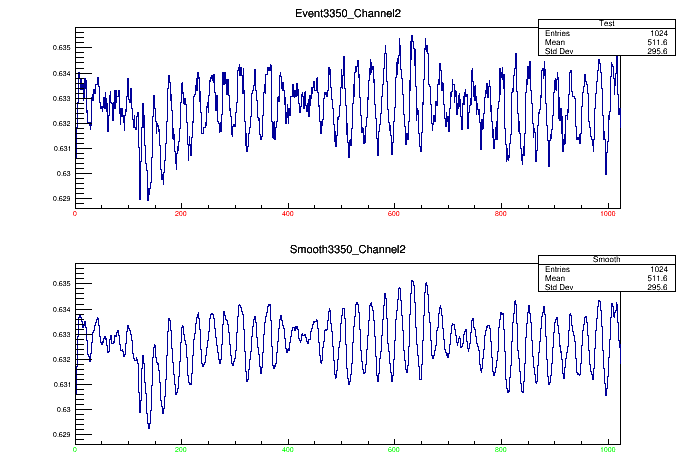 Event3350_Channel2
Test
Entries 1024
Mean 511.6
Std Dev 295.6
0.635
0.634
0.633
0.632
0.631
0.63
0.629
0 200 400 600 800 1000
Smooth3350_Channel2
Smooth
Entries 1024
Mean 511.6
Std Dev 295.6
0.635
0.634
0.633
0.632
0.631
0.63
0.629
0 200 400 600 800 1000